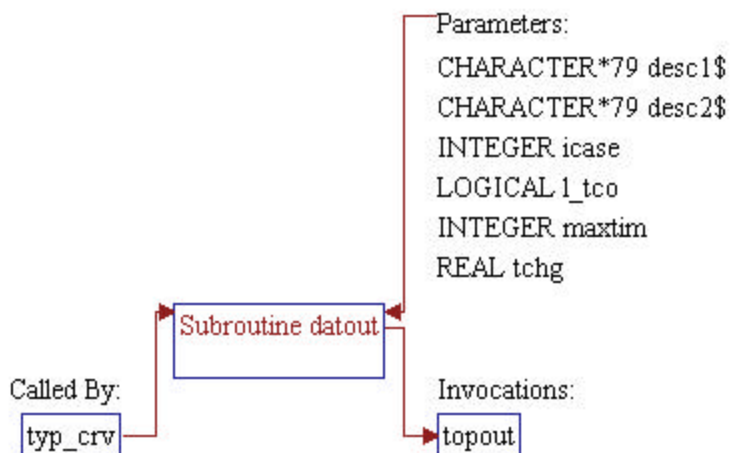 Parameters:
CHARACTER*79 desc1$
CHARACTER*79 desc2$
INTEGER icase
LOGICAL l_tco
INTEGER maxtim
REAL tchg
Subroutine datout
Called By:
typ_crv
Invocations:
topout